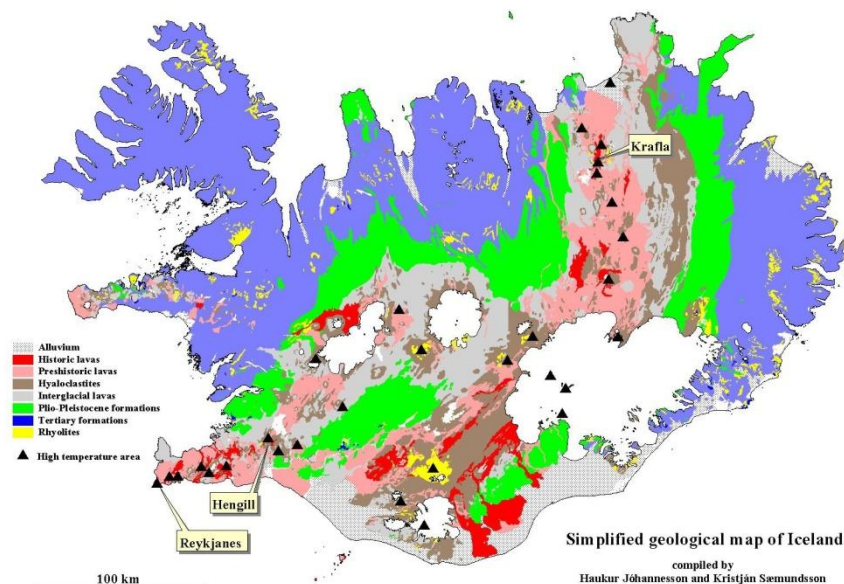 Krafla
Alluvium
Historic lavas
Preshistoric lavas
Hyaloclastites
Interglacial lavas
Plio-Pleistocene formations
Tertiary formations
Rhyolites
High temperature area
Hengill
Reykjanes
Simplified geological map of Iceland
compiled by
Haukur Jóhannesson and Kristján Sæmundsson
100 km